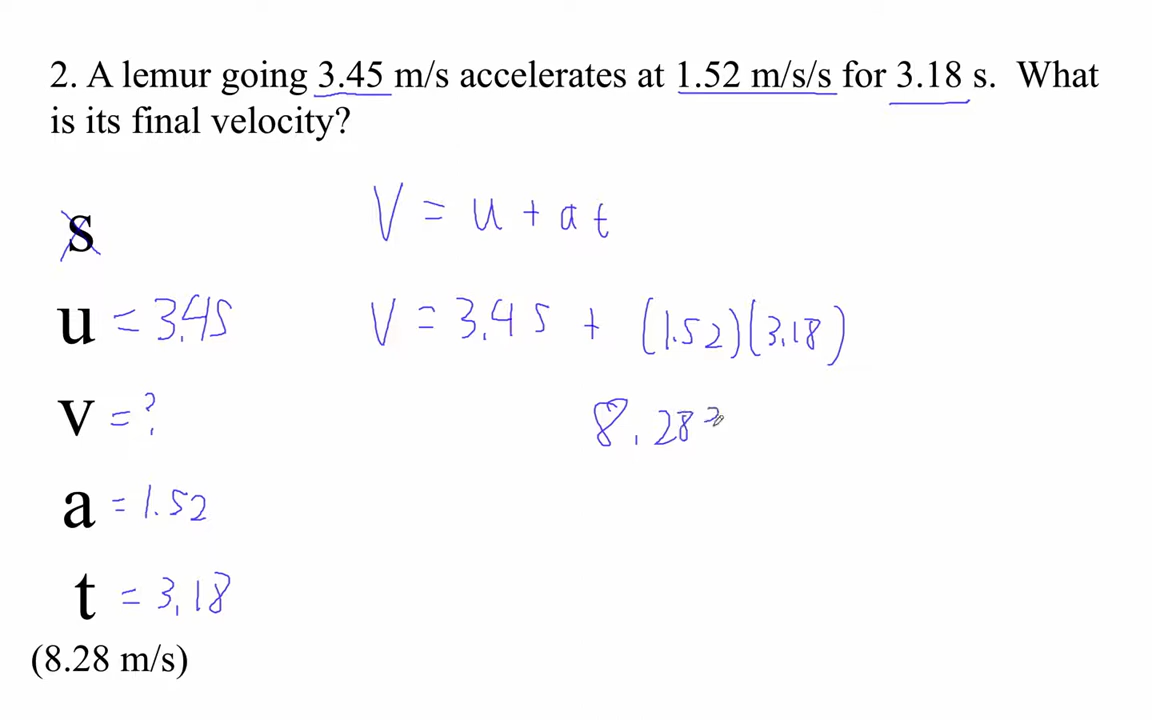 2. A lemur going 3.45 m/s accelerates at 1.52 m/s/s for 3.18 s. What
is its final velocity?
s
V = u + at
u = 3.45
V = 3.45 + (1.52)(3.18)
v = ?
8.28
a = 1.52
t = 3.18
(8.28 m/s)